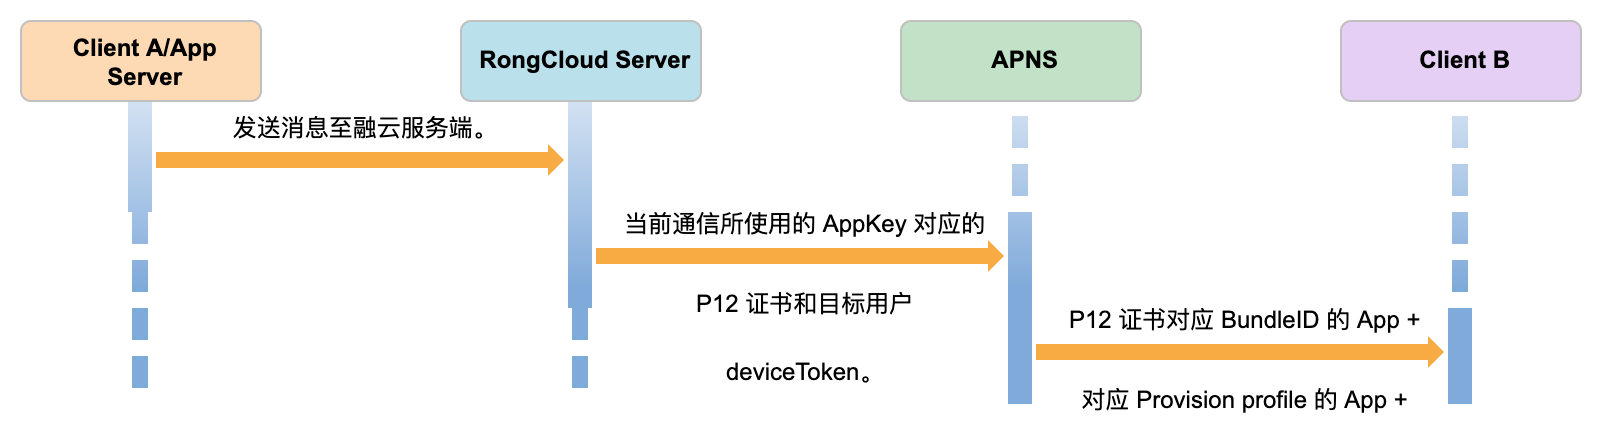 Client A/App
Server
RongCloud Server
APNS
Client B
发送消息至融云服务端。
当前通信所使用的 AppKey 对应的
P12 证书和目标用户
deviceToken。
P12 证书对应 BundleID 的 App +
对应 Provision profile 的 App +